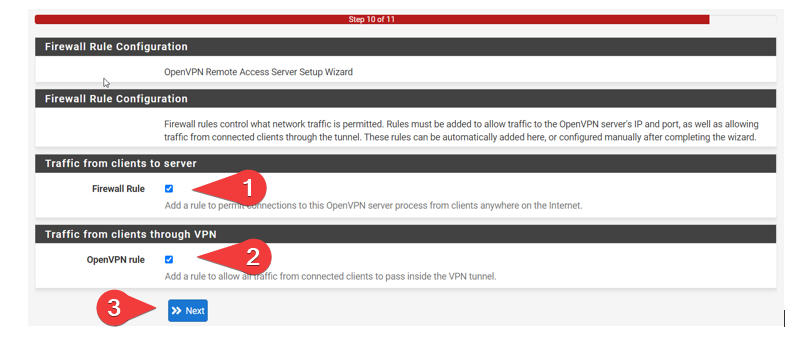 Step 10 of 11
Firewall Rule Configuration
OpenVPN Remote Access Server Setup Wizard
Firewall Rule Configuration
Firewall rules control what network traffic is permitted. Rules must be added to allow traffic to the OpenVPN server's IP and port, as well as allowing
traffic from connected clients through the tunnel. These rules can be automatically added here, or configured manually after completing the wizard.
Traffic from clients to server
Firewall Rule
1
Add a rule to permit connections to this OpenVPN server process from clients anywhere on the Internet.
Traffic from clients through VPN
OpenVPN rule
2
Add a rule to allow all traffic from connected clients to pass inside the VPN tunnel.
3
Next